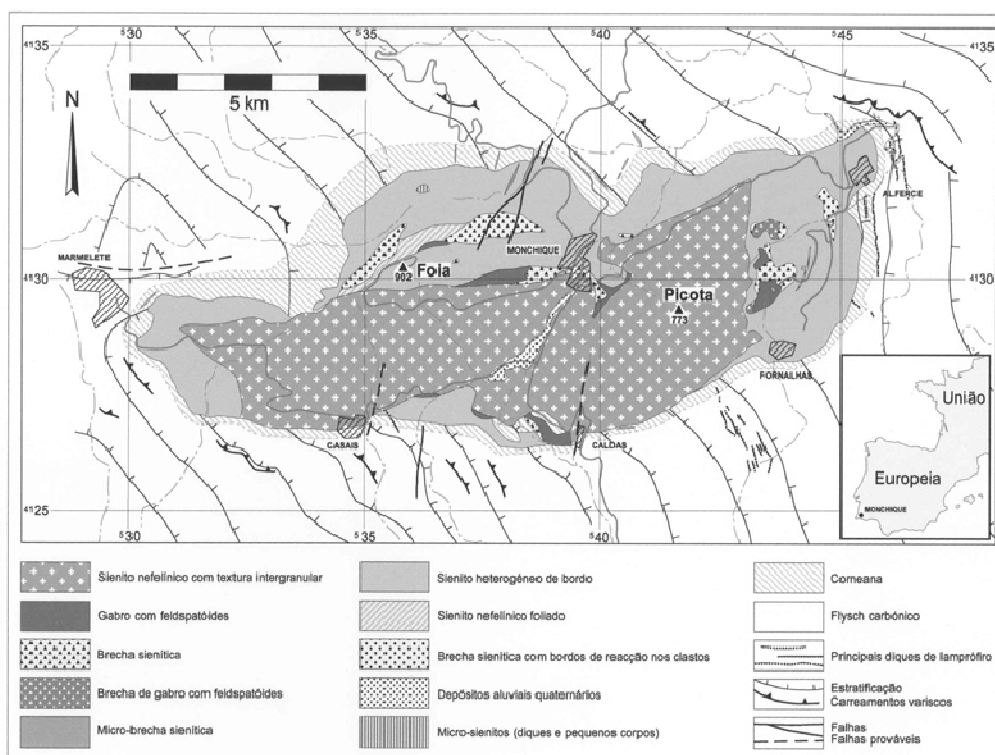 5 30
5 35
5 40
5 45
41 35
41 35
5 km
N
MARMELETE
902 Foia
MONCHIQUE
ALFERCE
41 30
41 30
Picota
773
FORNALHAS
CASAIS
CALDAS
União
Europeia
MONCHIQUE
41 25
5 30
5 35
5 40
Sienito nefelínico com textura intergranular
Gabro com feldspatóides
Brecha sienítica
Brecha de gabro com feldspatóides
Micro-brecha sienítica
Sienito heterogéneo de bordo
Sienito nefelínico foliado
Brecha sienítica com bordos de reacção nos clastos
Depósitos aluviais quaternários
Micro-sienitos (diques e pequenos corpos)
Corneana
Flysch carbónico
Principais diques de lamprófiro
Estratificação
Carreamentos variscos
Falhas
Falhas prováveis